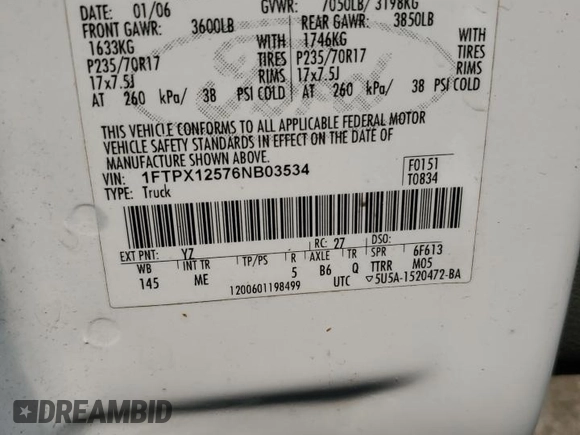 DATE: 01/06 GVWR: 7050LB/ 3198KG
FRONT GAWR: 3600LB REAR GAWR: 3850LB
1633KG WITH 1746KG WITH
P235/70R17 TIRES P235/70R17 TIRES
17x7.5J RIMS 17x7.5J RIMS
AT 260 kPa/ 38 PSI COLD AT 260 kPa/ 38 PSI COLD
Ford
THIS VEHICLE CONFORMS TO ALL APPLICABLE FEDERAL MOTOR
VEHICLE SAFETY STANDARDS IN EFFECT ON THE DATE OF
MANUFACTURE SHOWN ABOVE.
VIN: 1FTPX12576NB03534 F0151
TYPE: Truck T0834
EXT PNT: YZ RC: 27 DSO:
WB INT TR TP/PS R AXLE TR SPR 6F613
145 ME 5 B6 Q TTRR M05
1200601198499 UTC ▽5U5A-1520472-BA
DREAMBID